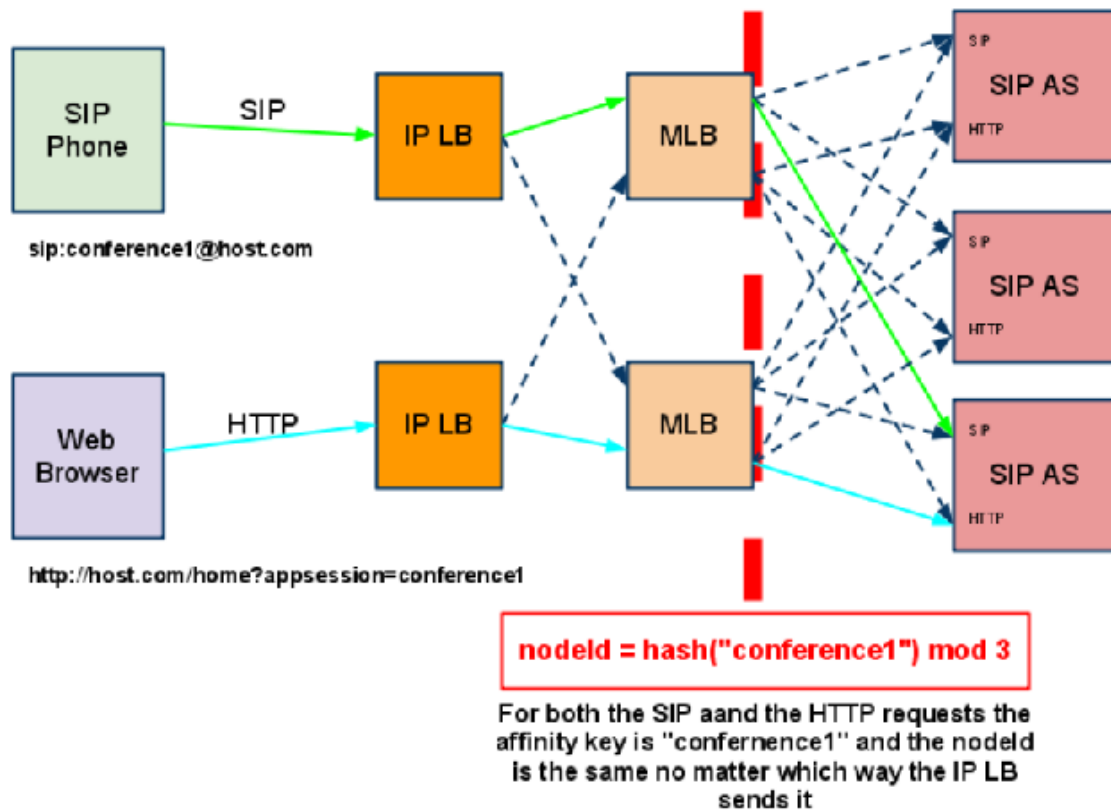 SIP
Phone
SIP
IP LB
MLB
SIP
SIP AS
HTTP
sip:conference1@host.com
SIP
SIP AS
HTTP
Web
Browser
HTTP
IP LB
MLB
SIP
SIP AS
HTTP
http://host.com/home?appsession=conference1
nodeId = hash("conference1") mod 3
For both the SIP aand the HTTP requests the
affinity key is "confernence1" and the nodeId
is the same no matter which way the IP LB
sends it